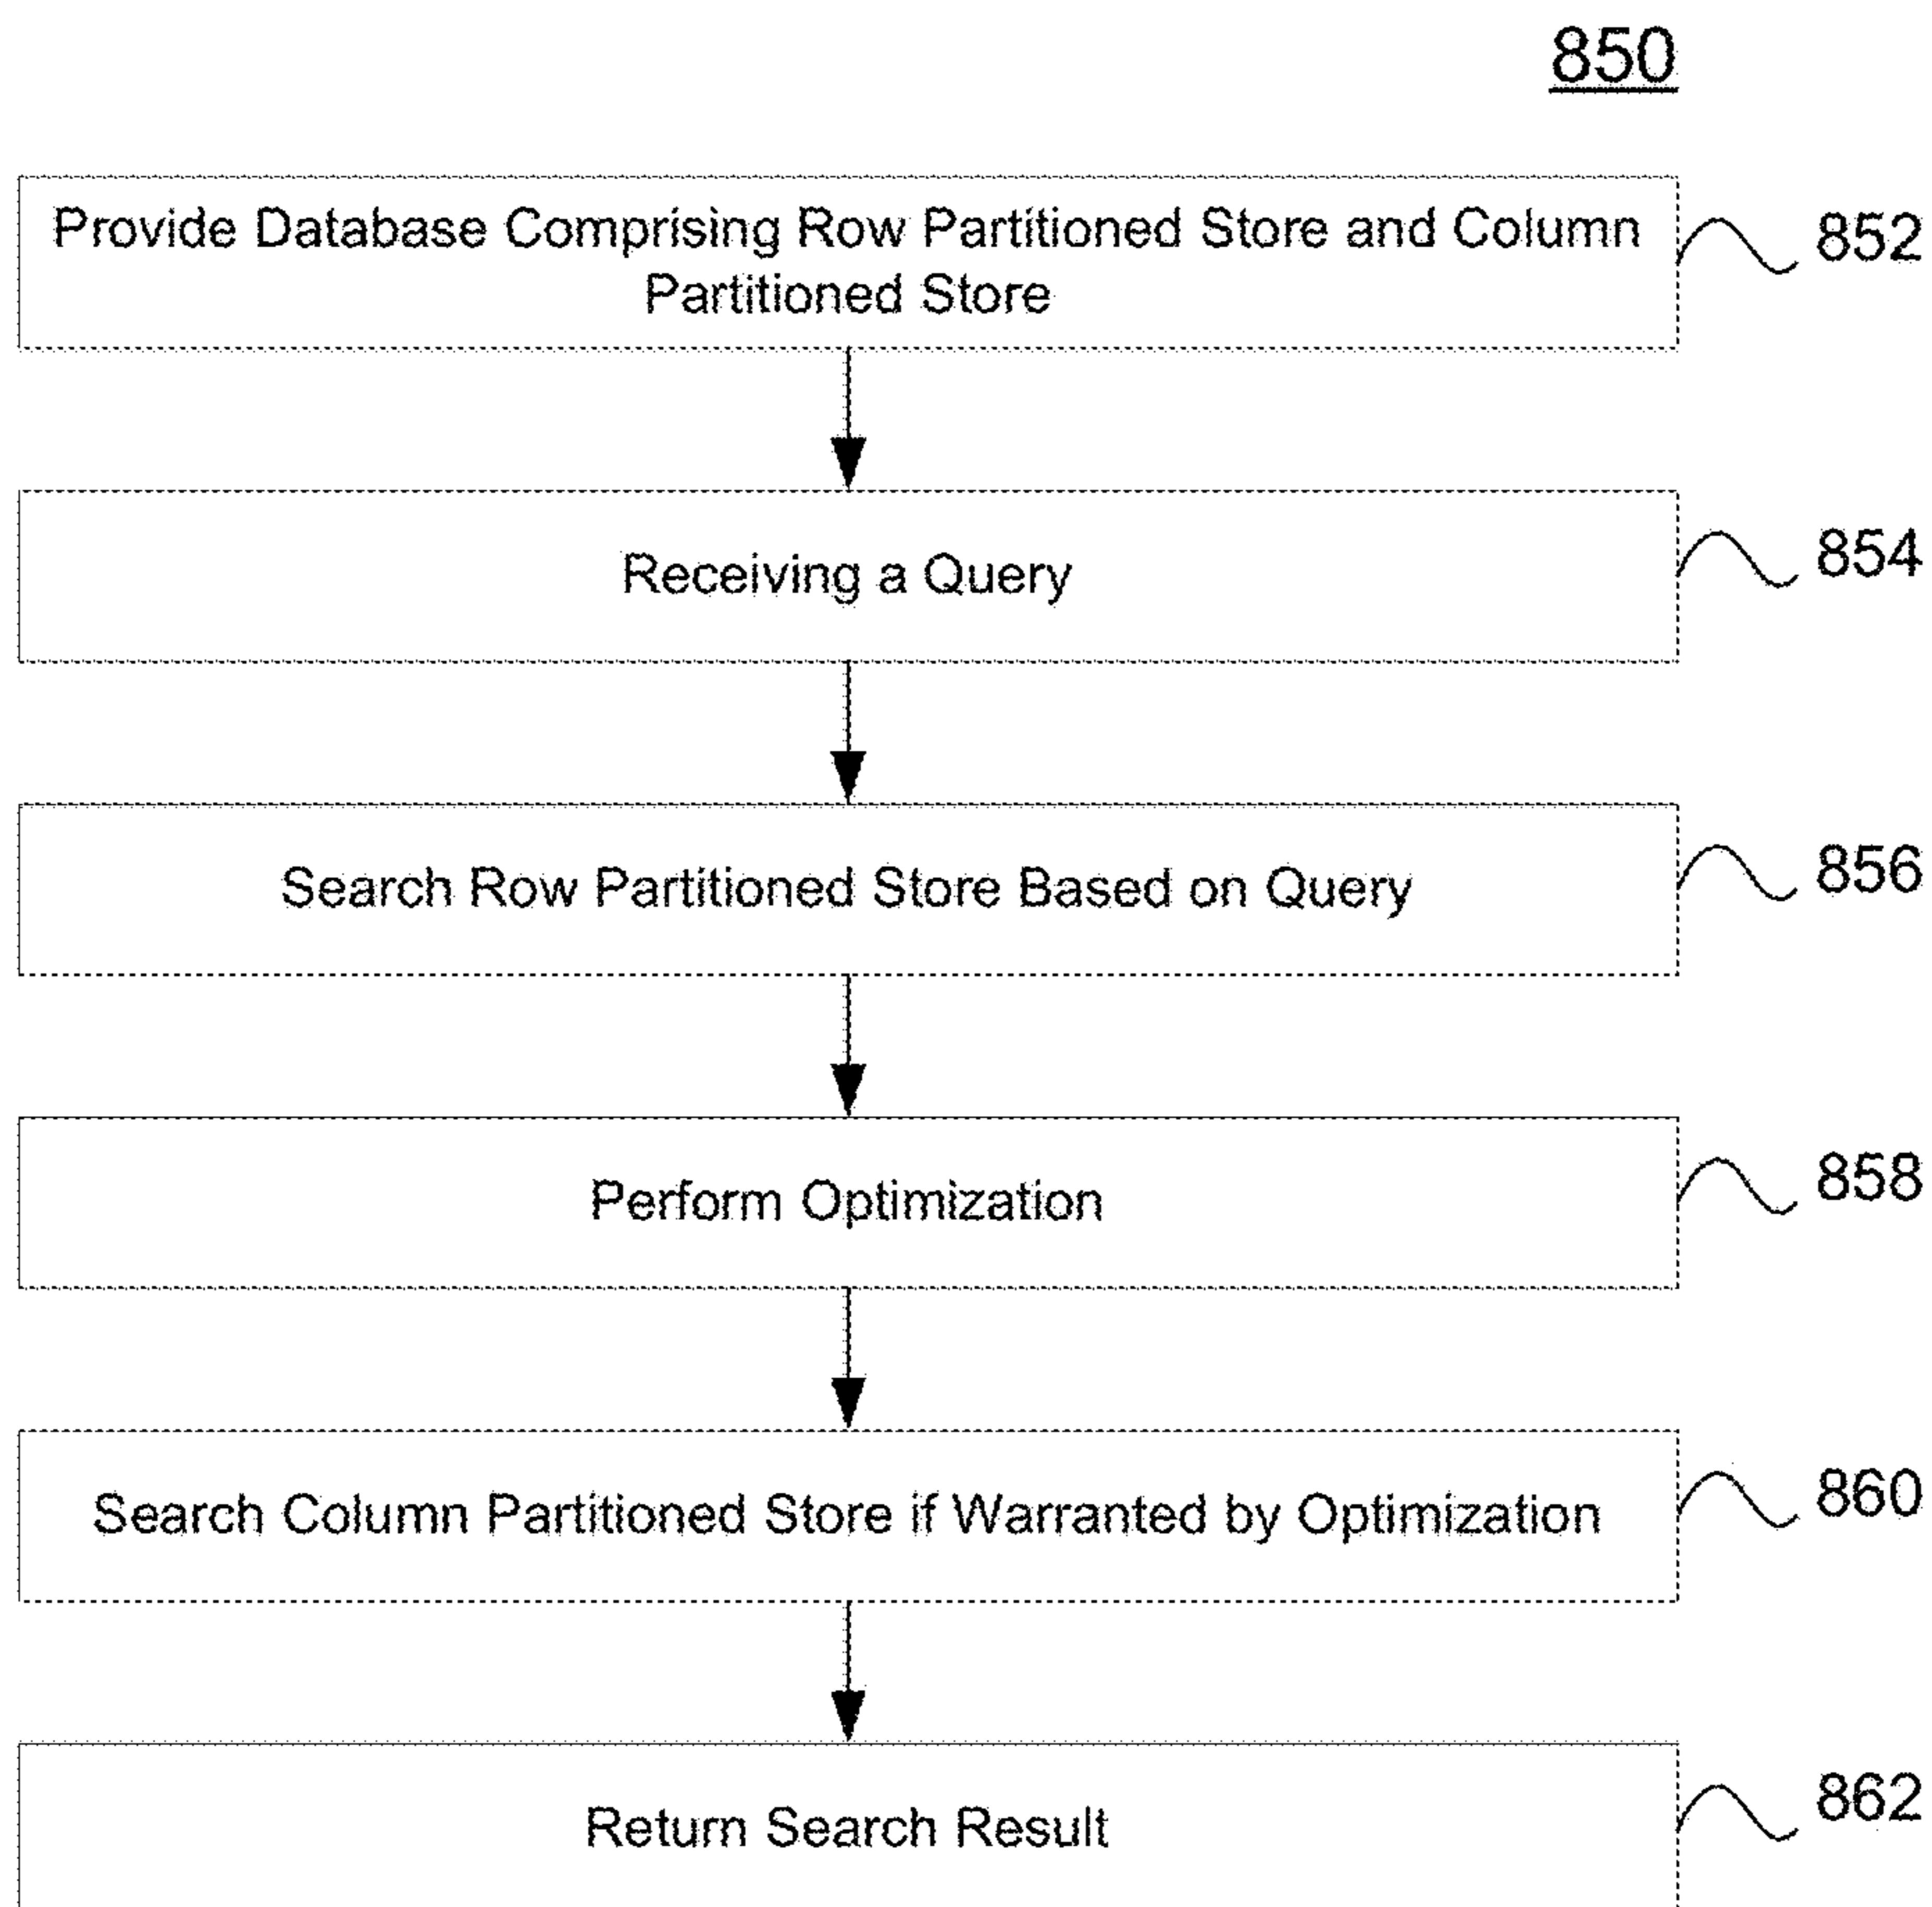 850
Provide Database Comprising Row Partitioned Store and Column
Partitioned Store
852
Receiving a Query
854
Search Row Partitioned Store Based on Query
856
Perform Optimization
858
Search Column Partitioned Store if Warranted by Optimization
860
Return Search Result
862